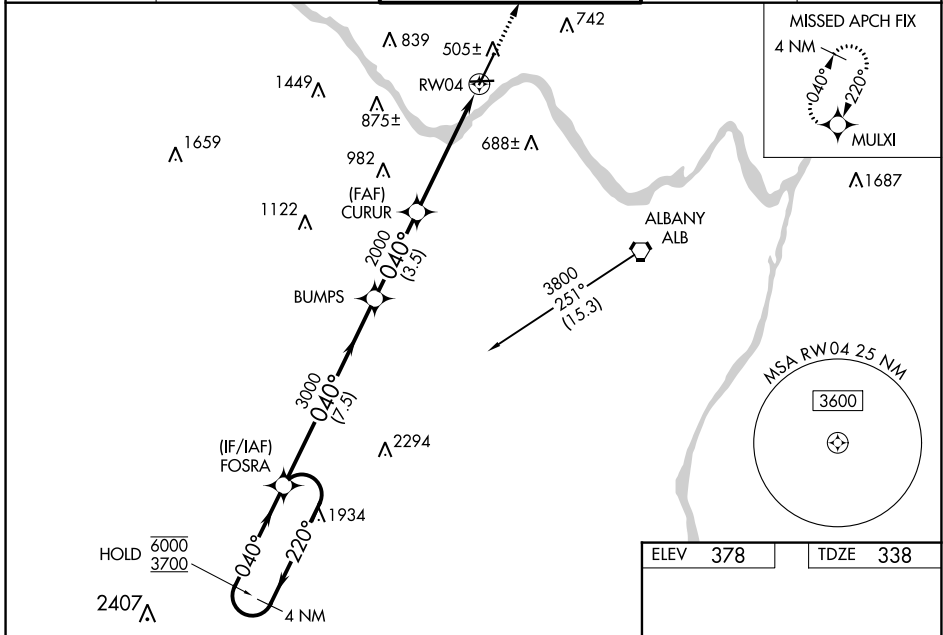 742
839
505±
MISSED APCH FIX
4 NM
040°
220°
MULXI
1449
RW04
875±
1659
688±
982
1687
(FAF)
CURUR
1122
ALBANY
ALB
2000
040°
(3.5)
3800
251°
(15.3)
BUMPS
MSA RW04 25 NM
3600
3000
040°
(7.5)
2294
(IF/IAF)
FOSRA
1934
HOLD
6000
3700
040°
220°
4 NM
2407
ELEV 378
TDZE 338